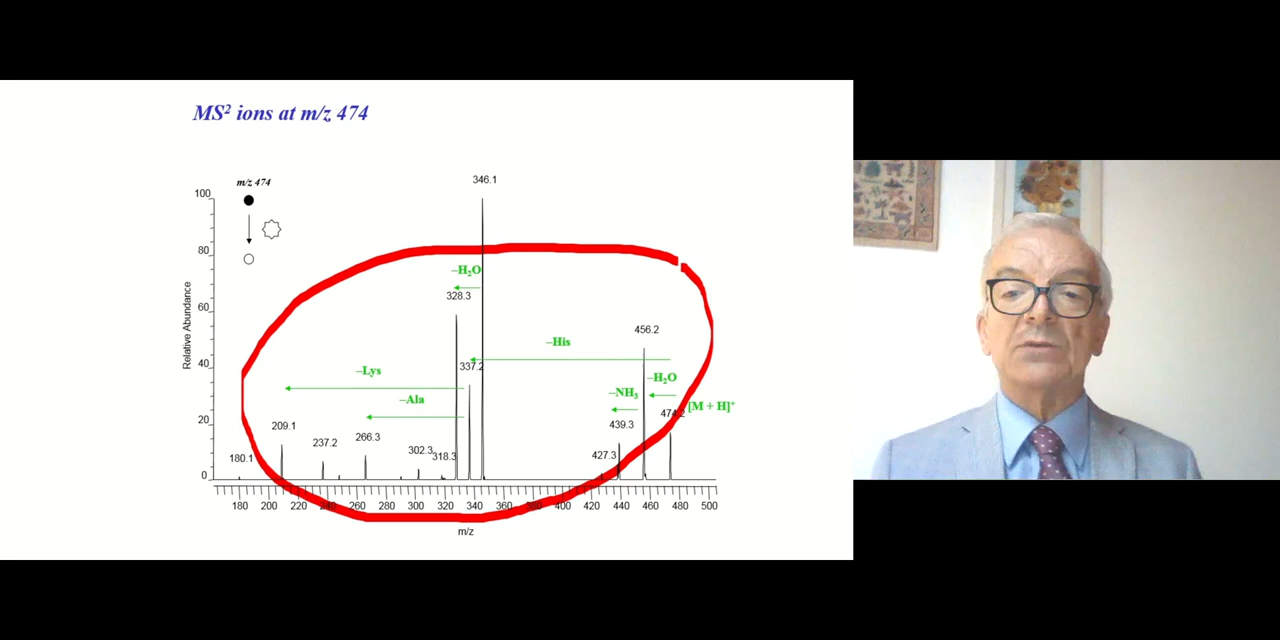 MS² ions at m/z 474
m/z 474
346.1
100
80
60
40
20
0
Relative Abundance
–H₂O
328.3
–His
337.2
456.2
–Lys
–H₂O
–NH₃
–Ala
[M + H]⁺
474.2
439.3
209.1
237.2
266.3
302.3
318.3
427.3
180.1
180 200 220 240 260 280 300 320 340 360 380 400 420 440 460 480 500
m/z